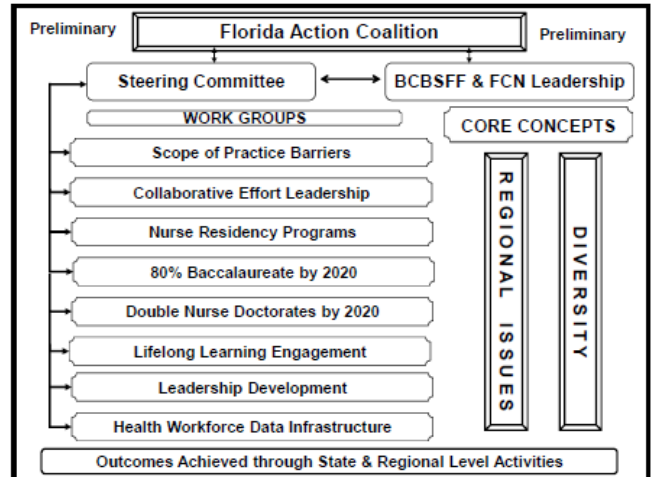 Preliminary
Florida Action Coalition
Preliminary
Steering Committee
BCBSFF & FCN Leadership
WORK GROUPS
CORE CONCEPTS
Scope of Practice Barriers
Collaborative Effort Leadership
Nurse Residency Programs
80% Baccalaureate by 2020
Double Nurse Doctorates by 2020
Lifelong Learning Engagement
Leadership Development
Health Workforce Data Infrastructure
REGIONAL ISSUES
DIVERSITY
Outcomes Achieved through State & Regional Level Activities